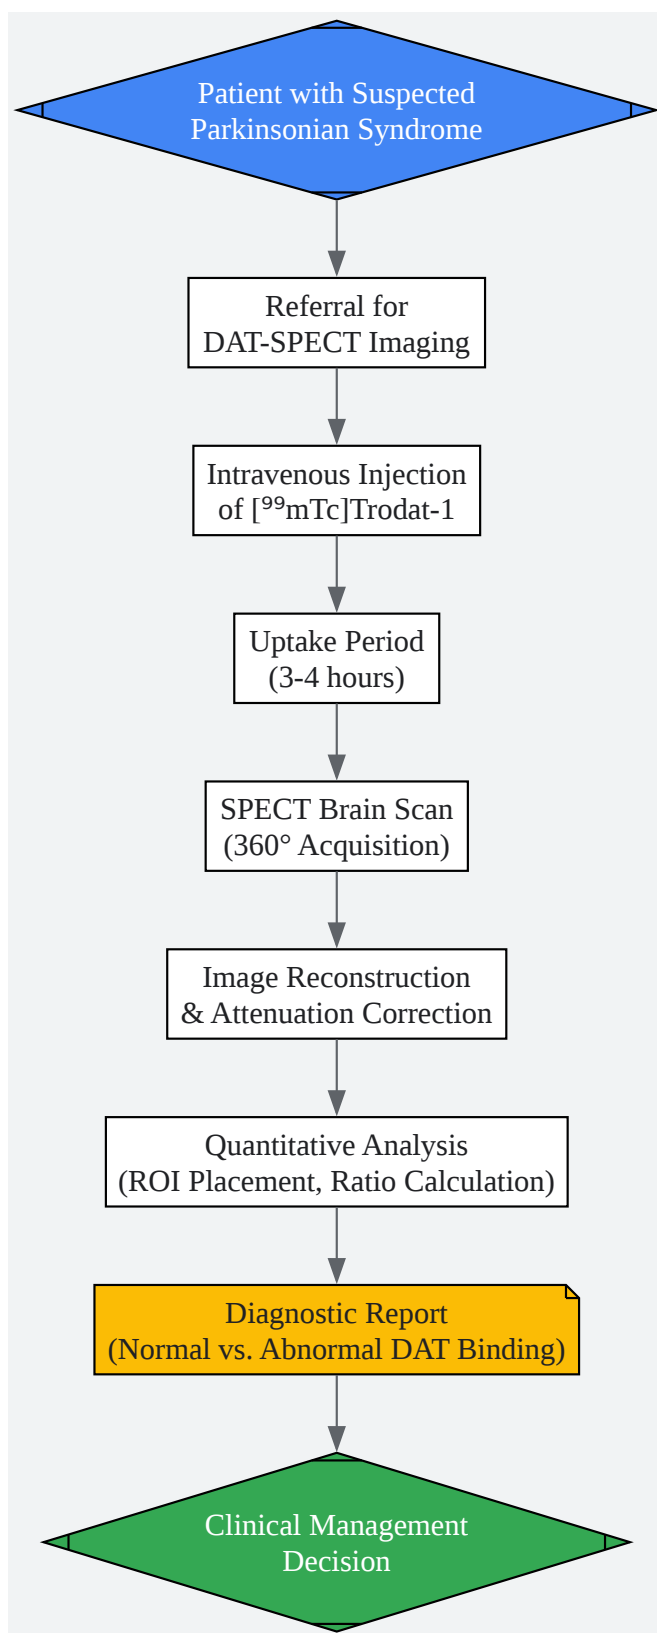 Patient with Suspected
Parkinsonian Syndrome
Referral for
DAT-SPECT Imaging
Intravenous Injection
of [⁹⁹mTc]Trodat-1
Uptake Period
(3-4 hours)
SPECT Brain Scan
(360° Acquisition)
Image Reconstruction
& Attenuation Correction
Quantitative Analysis
(ROI Placement, Ratio Calculation)
Diagnostic Report
(Normal vs. Abnormal DAT Binding)
Clinical Management
Decision